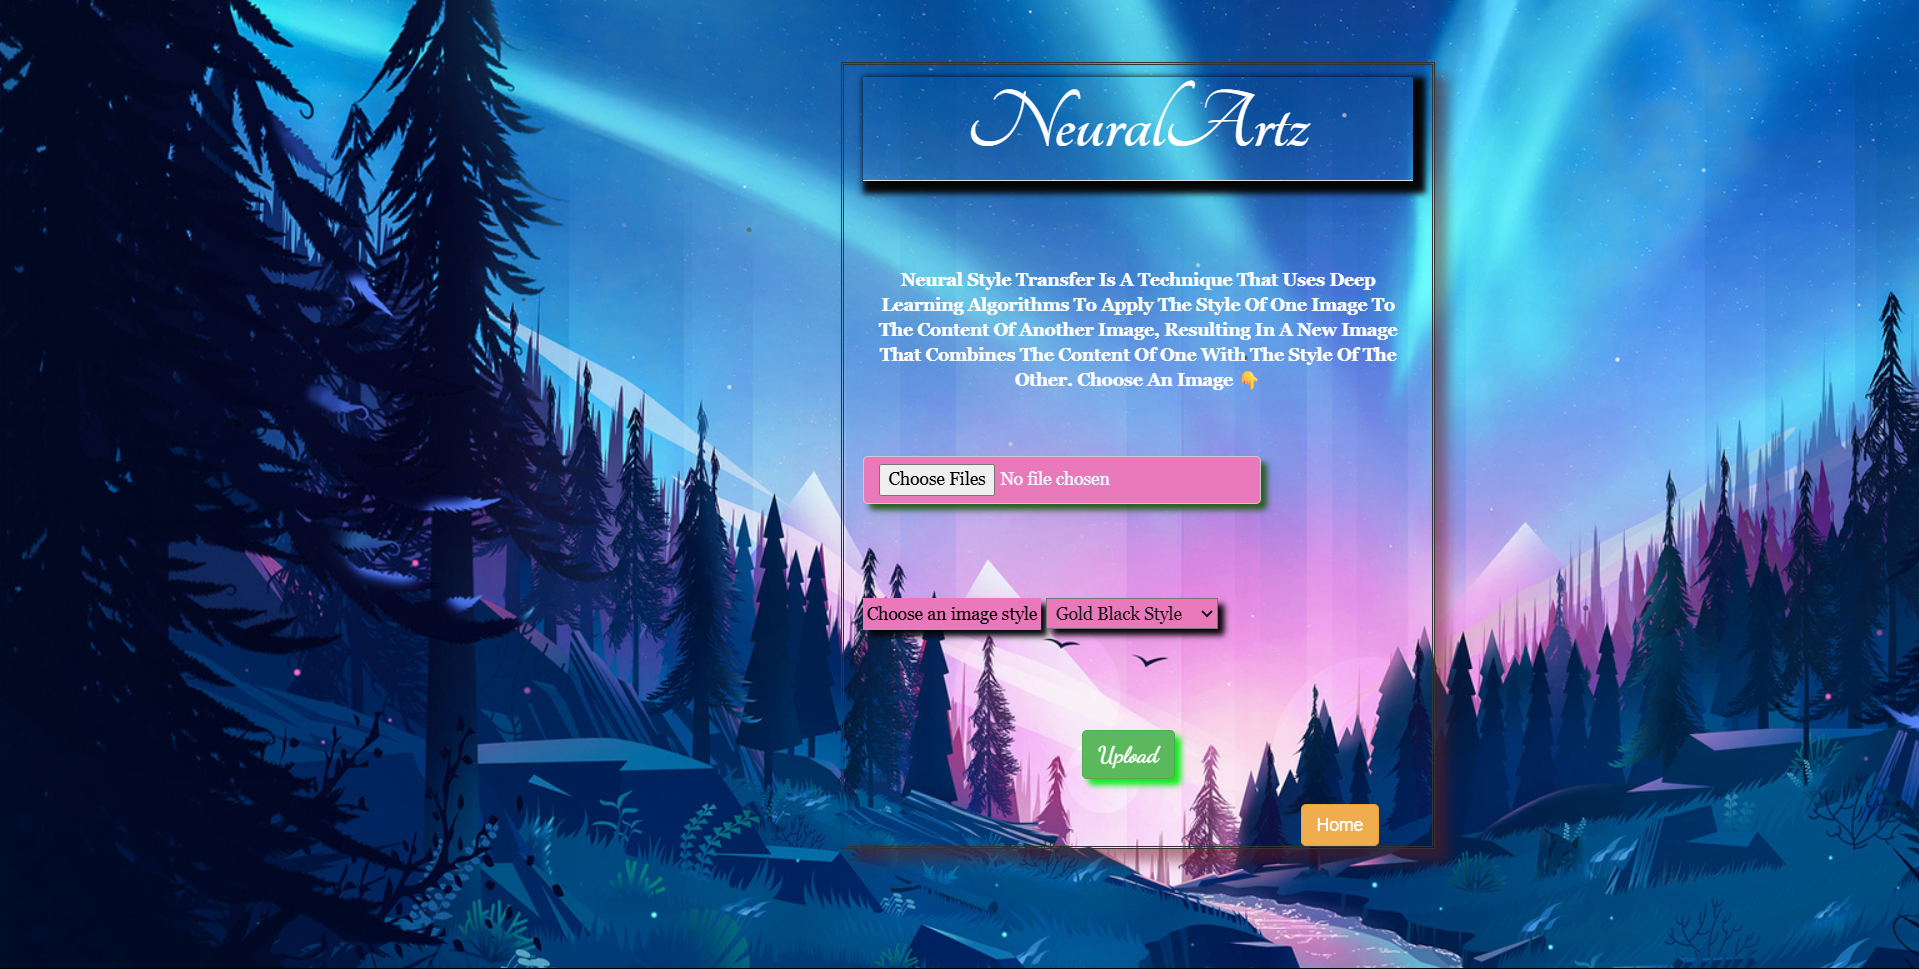 NeuralArtz
Neural Style Transfer Is A Technique That Uses Deep
Learning Algorithms To Apply The Style Of One Image To
The Content Of Another Image, Resulting In A New Image
That Combines The Content Of One With The Style Of The
Other. Choose An Image 👇
Choose Files No file chosen
Choose an image style Gold Black Style
Upload
Home